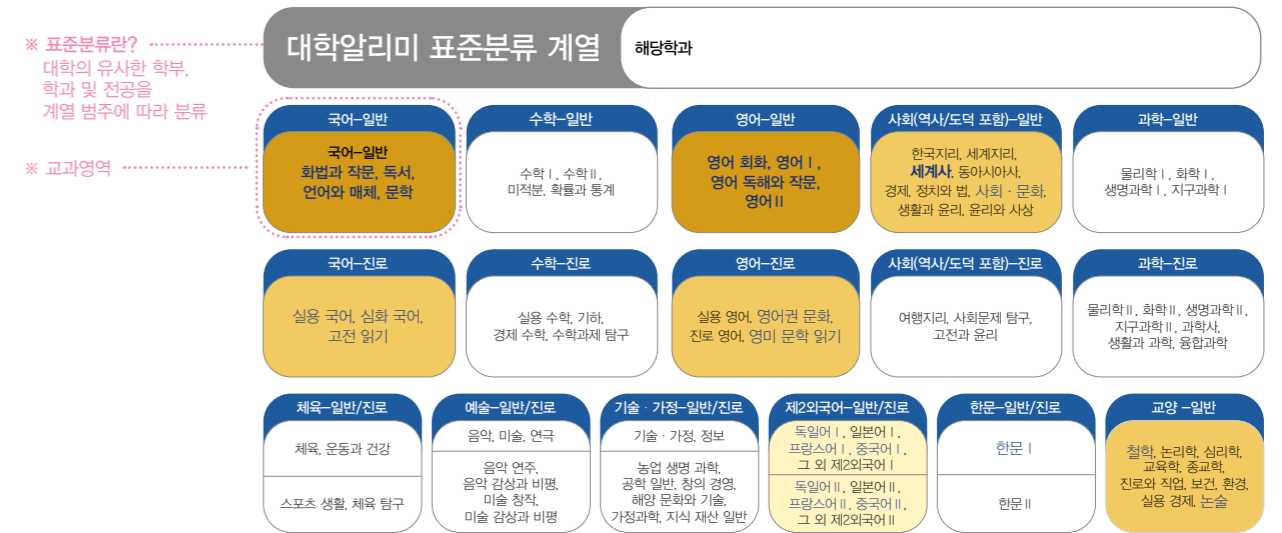 ※ 표준분류란?
대학의 유사한 학부,
학과 및 전공을
계열 범주에 따라 분류
대학알리미 표준분류 계열
해당학과
※ 교과영역
국어-일반
국어-일반
화법과 작문, 독서,
언어와 매체, 문학
수학-일반
수학Ⅰ, 수학Ⅱ,
미적분, 확률과 통계
영어-일반
영어 회화, 영어Ⅰ,
영어 독해와 작문,
영어Ⅱ
사회(역사/도덕 포함)-일반
한국지리, 세계지리,
세계사, 동아시아사,
경제, 정치와 법, 사회 · 문화,
생활과 윤리, 윤리와 사상
과학-일반
물리학Ⅰ, 화학Ⅰ,
생명과학Ⅰ, 지구과학Ⅰ
국어-진로
실용 국어, 심화 국어,
고전 읽기
수학-진로
실용 수학, 기하,
경제 수학, 수학과제 탐구
영어-진로
실용 영어, 영어권 문화,
진로 영어, 영미 문학 읽기
사회(역사/도덕 포함)-진로
여행지리, 사회문제 탐구,
고전과 윤리
과학-진로
물리학Ⅱ, 화학Ⅱ, 생명과학Ⅱ,
지구과학Ⅱ, 과학사,
생활과 과학, 융합과학
체육-일반/진로
체육, 운동과 건강
스포츠 생활, 체육 탐구
예술-일반/진로
음악, 미술, 연극
음악 연주,
음악 감상과 비평,
미술 창작,
미술 감상과 비평
기술 · 가정-일반/진로
기술 · 가정, 정보
농업 생명 과학,
공학 일반, 창의 경영,
해양 문화와 기술,
가정과학, 지식 재산 일반
제2외국어-일반/진로
독일어Ⅰ, 일본어Ⅰ,
프랑스어Ⅰ, 중국어Ⅰ,
그 외 제2외국어Ⅰ
독일어Ⅱ, 일본어Ⅱ,
프랑스어Ⅱ, 중국어Ⅱ,
그 외 제2외국어Ⅱ
한문-일반/진로
한문Ⅰ
한문Ⅱ
교양 -일반
철학, 논리학, 심리학,
교육학, 종교학,
진로와 직업, 보건, 환경,
실용 경제, 논술